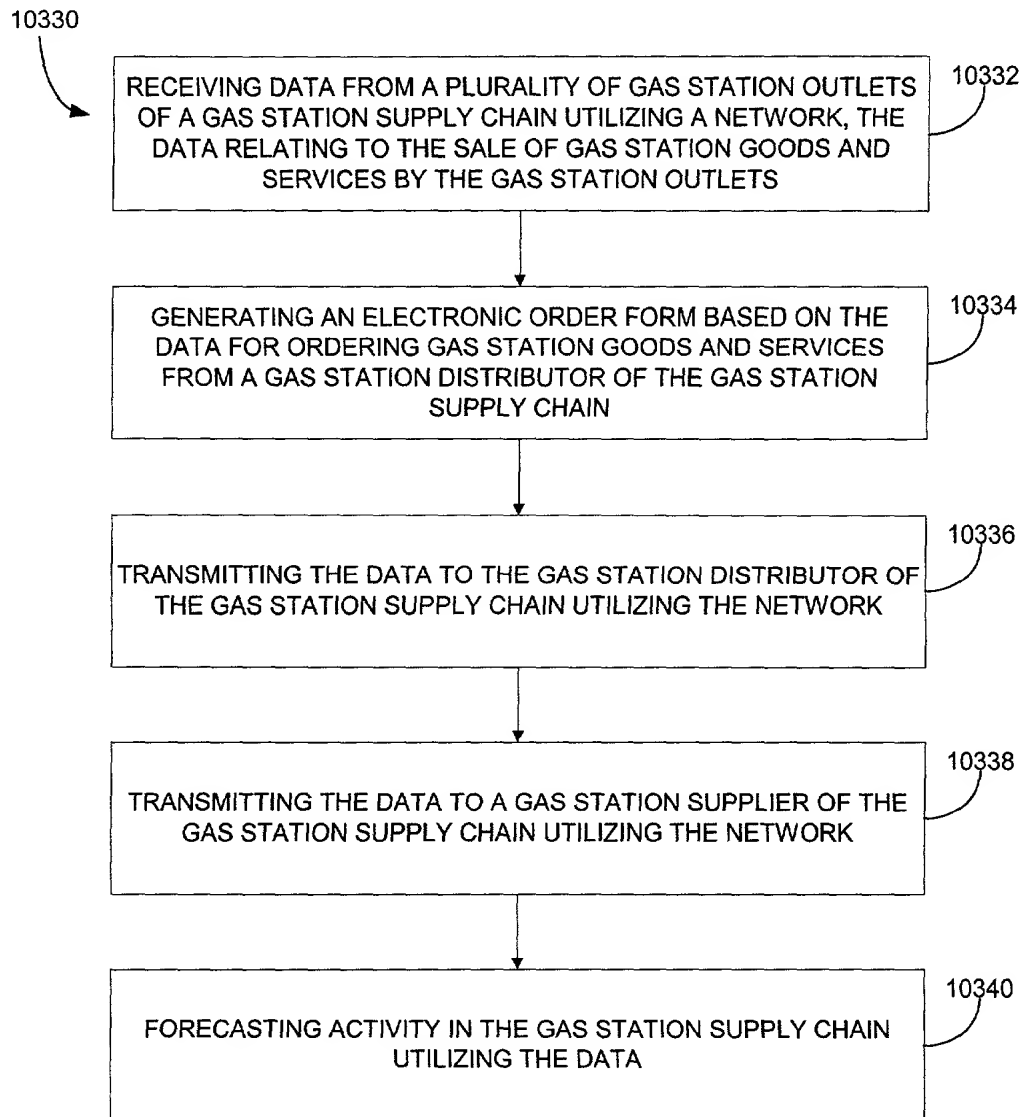 10330
10332
RECEIVING DATA FROM A PLURALITY OF GAS STATION OUTLETS
OF A GAS STATION SUPPLY CHAIN UTILIZING A NETWORK, THE
DATA RELATING TO THE SALE OF GAS STATION GOODS AND
SERVICES BY THE GAS STATION OUTLETS
10334
GENERATING AN ELECTRONIC ORDER FORM BASED ON THE
DATA FOR ORDERING GAS STATION GOODS AND SERVICES
FROM A GAS STATION DISTRIBUTOR OF THE GAS STATION
SUPPLY CHAIN
10336
TRANSMITTING THE DATA TO THE GAS STATION DISTRIBUTOR OF
THE GAS STATION SUPPLY CHAIN UTILIZING THE NETWORK
10338
TRANSMITTING THE DATA TO A GAS STATION SUPPLIER OF THE
GAS STATION SUPPLY CHAIN UTILIZING THE NETWORK
10340
FORECASTING ACTIVITY IN THE GAS STATION SUPPLY CHAIN
UTILIZING THE DATA